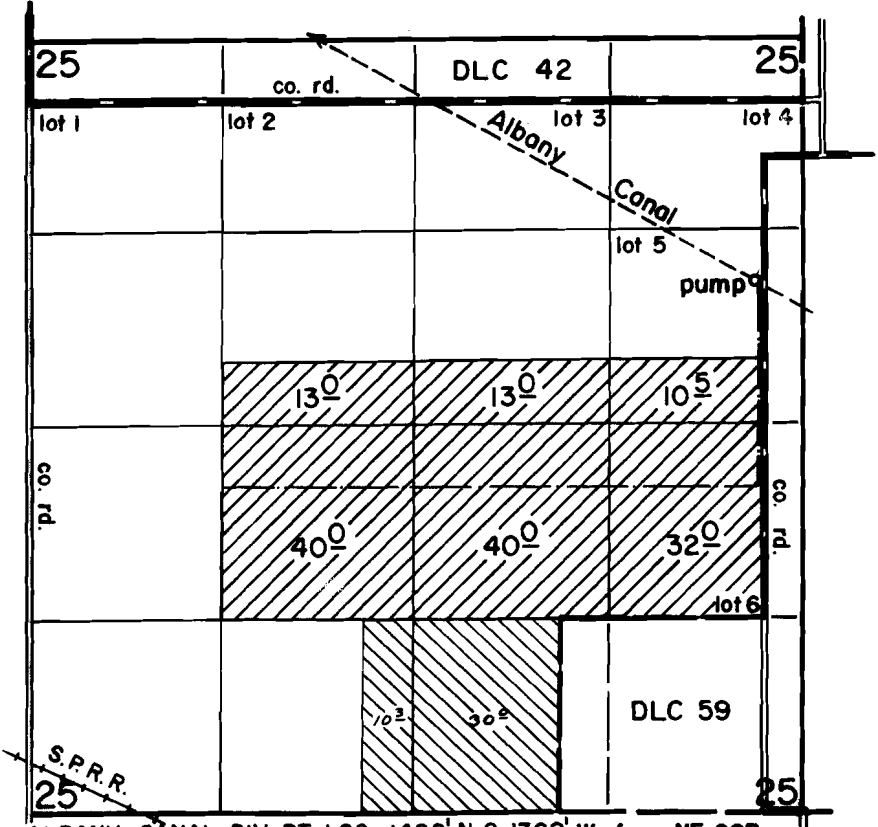 25 DLC 42 25
co. rd.
lot 1 lot 2 lot 3 lot 4
Albany
Canal
lot 5
pump
13 0 13 0 10 5
co. rd.
co. rd.
40 0 40 0 32 0
lot 6
10 3 30 0 DLC 59
S.P.R.R.
25 25